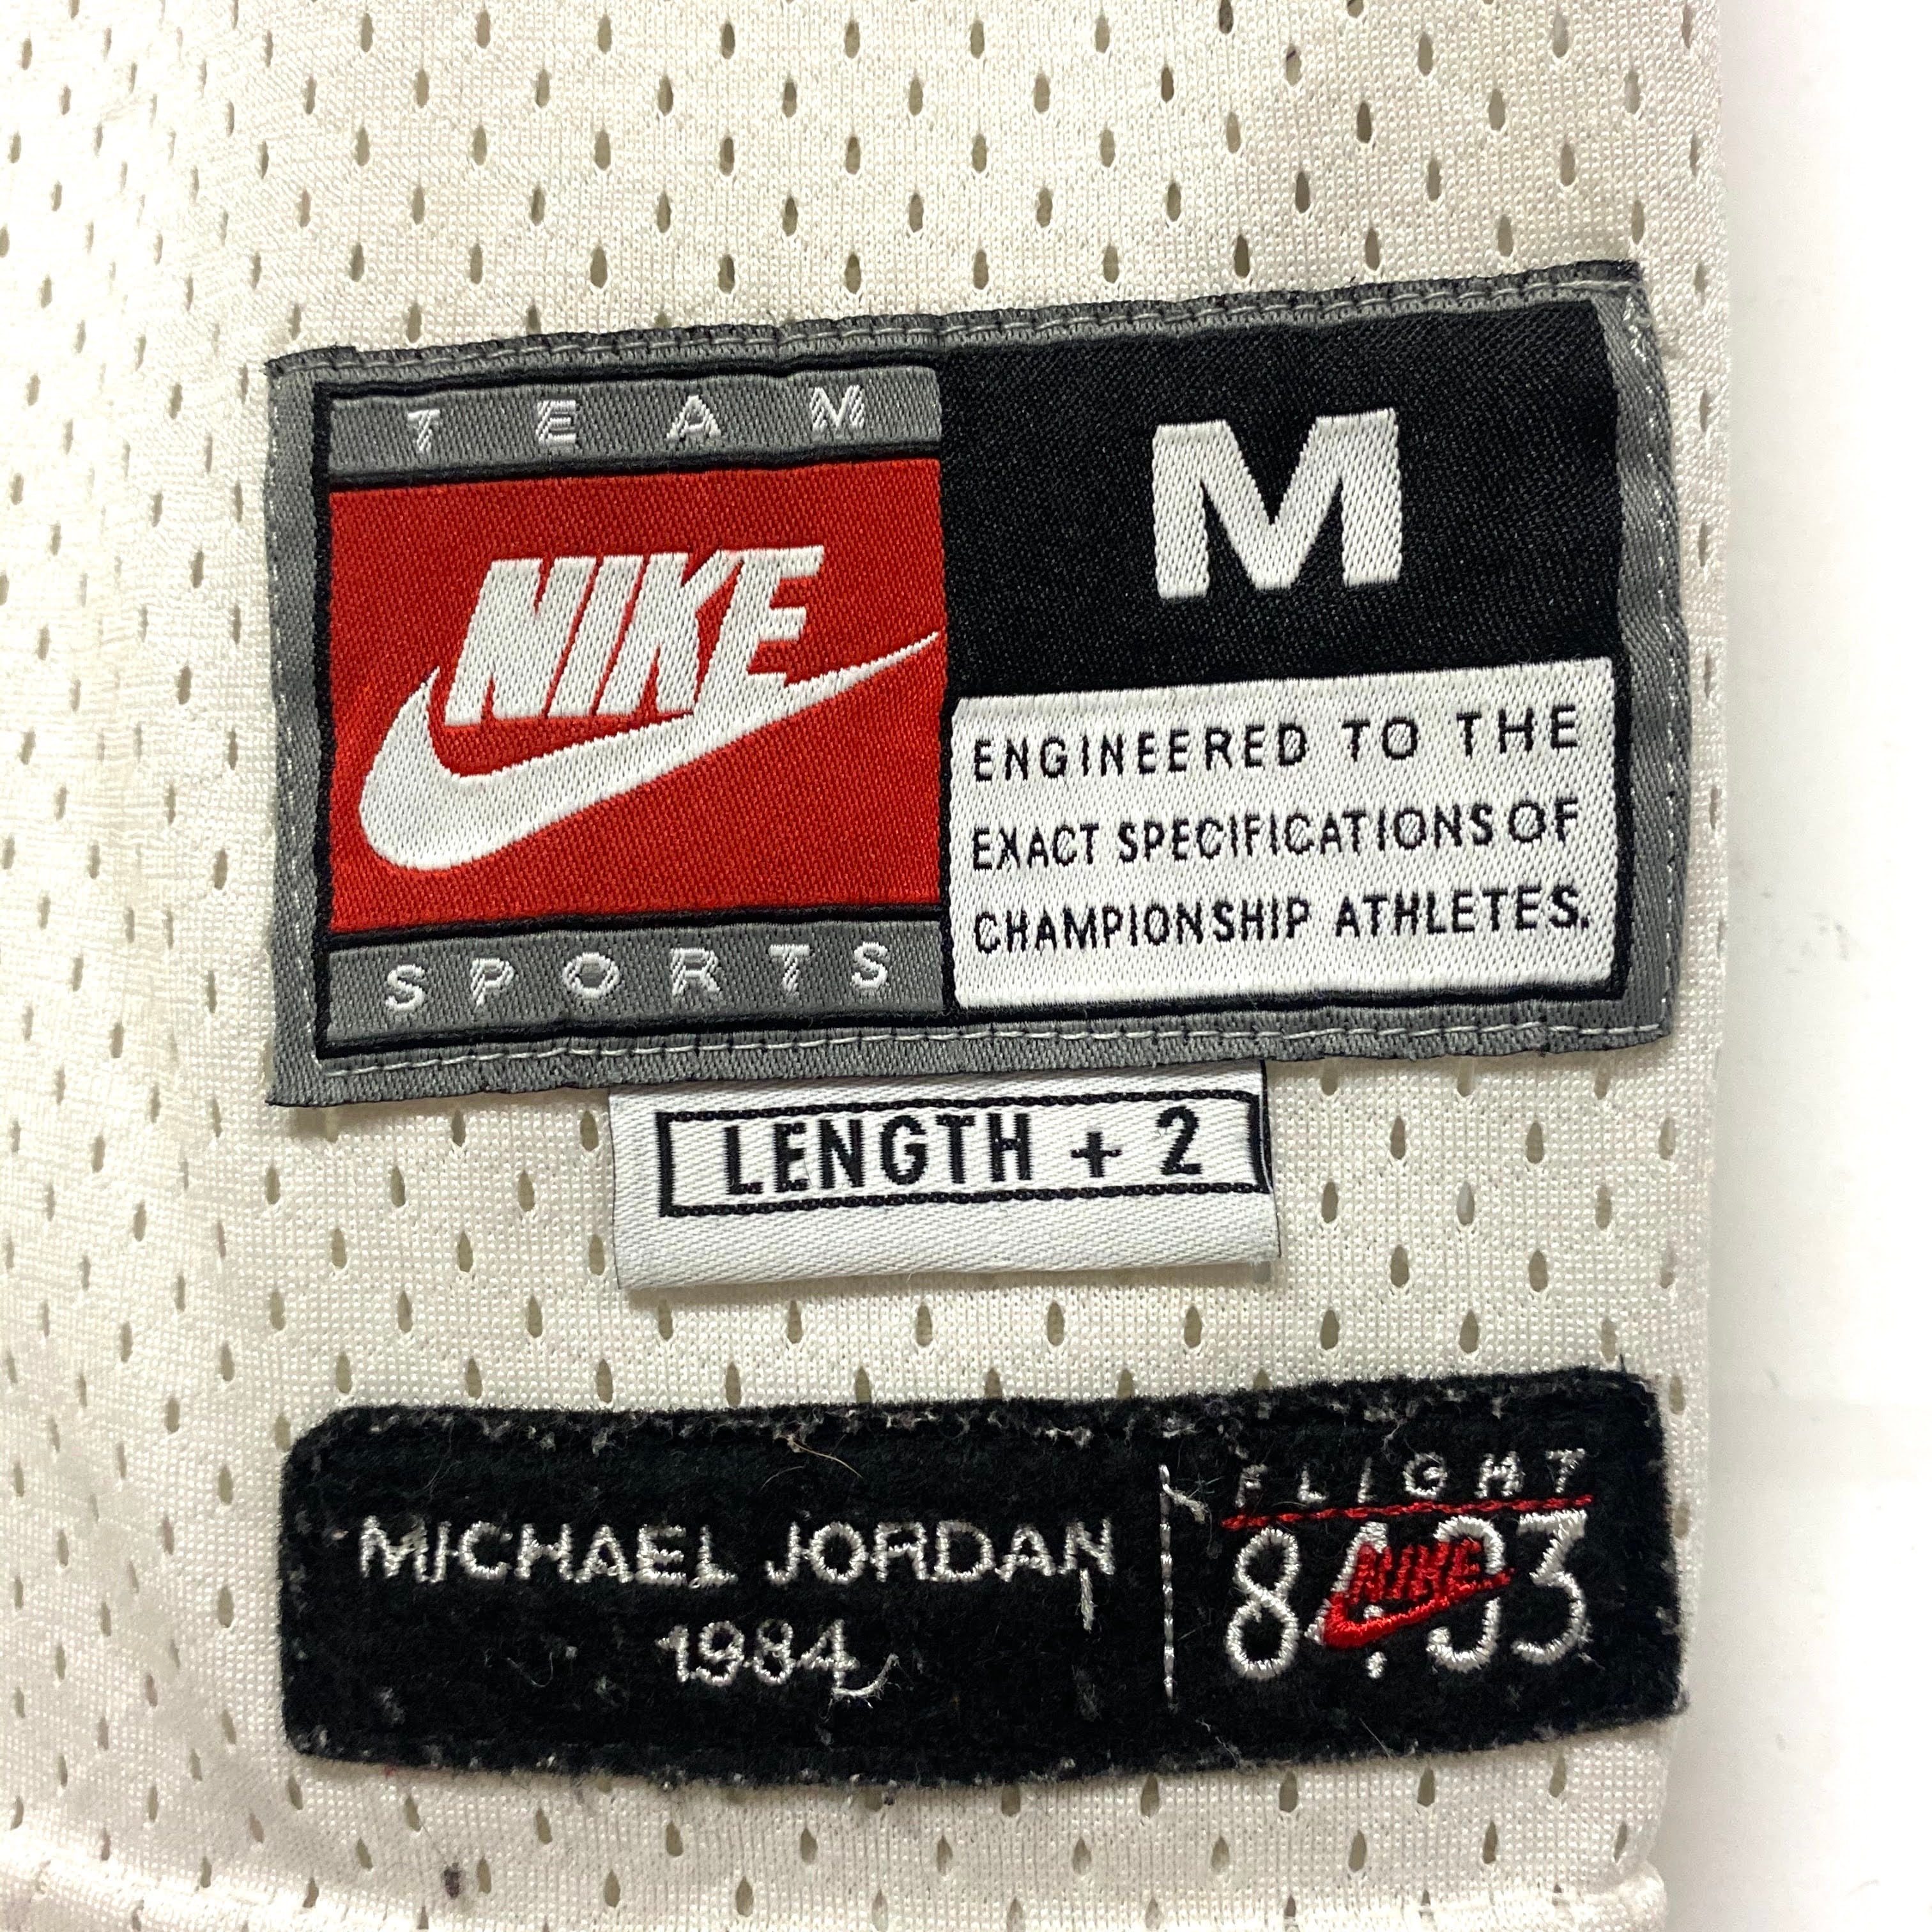 TEAM
NIKE
SPORTS
M
ENGINEERED TO THE
EXACT SPECIFICATIONS OF
CHAMPIONSHIP ATHLETES.
LENGTH + 2
MICHAEL JORDAN
1984
FLIGHT
84.03
NIKE